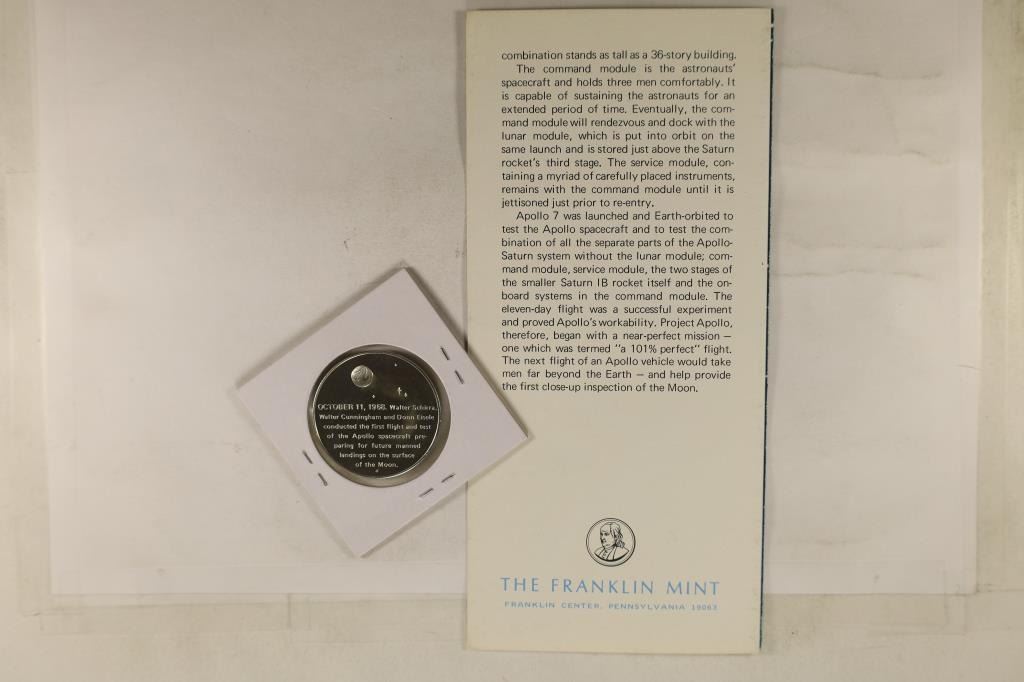 combination stands as tall as a 36-story building.
The command module is the astronauts'
spacecraft and holds three men comfortably. It
is capable of sustaining the astronauts for an
extended period of time. Eventually, the com-
mand module will rendezvous and dock with the
lunar module, which is put into orbit on the
same launch and is stored just above the Saturn
rocket's third stage. The service module, con-
taining a myriad of carefully placed instruments,
remains with the command module until it is
jettisoned just prior to re-entry.
Apollo 7 was launched and Earth-orbited to
test the Apollo spacecraft and to test the com-
bination of all the separate parts of the Apollo-
Saturn system without the lunar module; com-
mand module, service module, the two stages of
the smaller Saturn IB rocket itself and the on-
board systems in the command module. The
eleven-day flight was a successful experiment
and proved Apollo's workability. Project Apollo,
therefore, began with a near-perfect mission —
one which was termed "a 101% perfect" flight.
The next flight of an Apollo vehicle would take
men far beyond the Earth — and help provide
the first close-up inspection of the Moon.
THE FRANKLIN MINT
FRANKLIN CENTER, PENNSYLVANIA 19063
OCTOBER 11, 1968. Walter Schirra,
Walter Cunningham and Donn Eisele
conducted the first flight and test
of the Apollo spacecraft pre-
paring for future manned
landings on the surface
of the Moon.